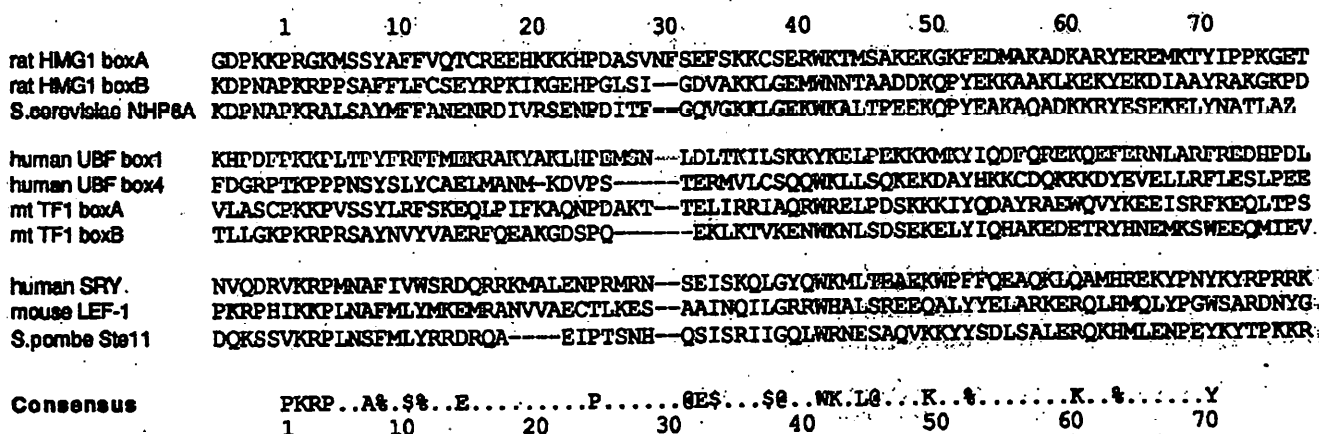 1 10 20 30 40 50 60 70
rat HMG1 boxA GDPKKPRGKMSSYAFFVQTCREEHKKKHPDASVNFSEFSKKCSERWKTMSAKEKGKFEDMAKADKARYEREMKTYIPPKGET
rat HMG1 boxB KDPNAPKRPPSAFFLFCSEYRPKIKGEHPGLSI--GDVAKKLGEMWNNTAADDKQPYEKKAAKLKEKYEKDIAAYRAKGKPD
S.cerevisiae NHP6A KDPNAPKRALSAYMFFANENRDIVRSENPDITF--GQVGKKLGEKWKALTPEEKQPYEAKAQADKKRYESEKELYNATLAZ
human UBF box1 KHPDFPKKPLTPYFRFFMEKRAKYAKLHPEMSN--LDLTKILSKKYKELPEKKKMKYIQDFQREKQEFERNLARFREDHPDL
human UBF box4 FDGRPTKPPPNSYSLYCAELMANM-KDVPS------TERMVLCSQQWKLLSQKEKDAYHKKCDQKKKDYEVELLRFLESLPEE
mt TF1 boxA VLASCPKKPVSSYLRFSKEQLPIFKAQNPDAKT--TELIRRIAQRWRELPDSKKKIYQDAYRAEWQVYKEEISRFKEQLTPS
mt TF1 boxB TLLGKPKRPRSAYNVYVAERFQEAKGDSPQ------EKLKTVKENWKNLSDSEKELYIQHAKEDETRYHNEMKSWEEQMIEV
human SRY NVQDRVKRPMNAFIVWSRDQRRKMALENPRMRN--SEISKQLGYQWKMLTEAEKWPFFQEAQKLQAMHREKYPNYKYRPRRK
mouse LEF-1 PKRPHIKKPLNAFMLYMKEMRANVVAECTLKES--AAINQILGRRWHALSREEQALYYELARKERQLHMQLYPGWSARDNYG
S.pombe Ste11 DQKSSVKRPLNSFMLYRRDRQA----EIPTSNH--QSISRIIGQLWRNESAQVKKYYSDLSALERQKHMLENPEYKYTPKKR
Consensus PKRP..A%.$%..E.........P.......@E$...$@..WK.L@...K..%.......K..%......Y
1 10 20 30 40 50 60 70